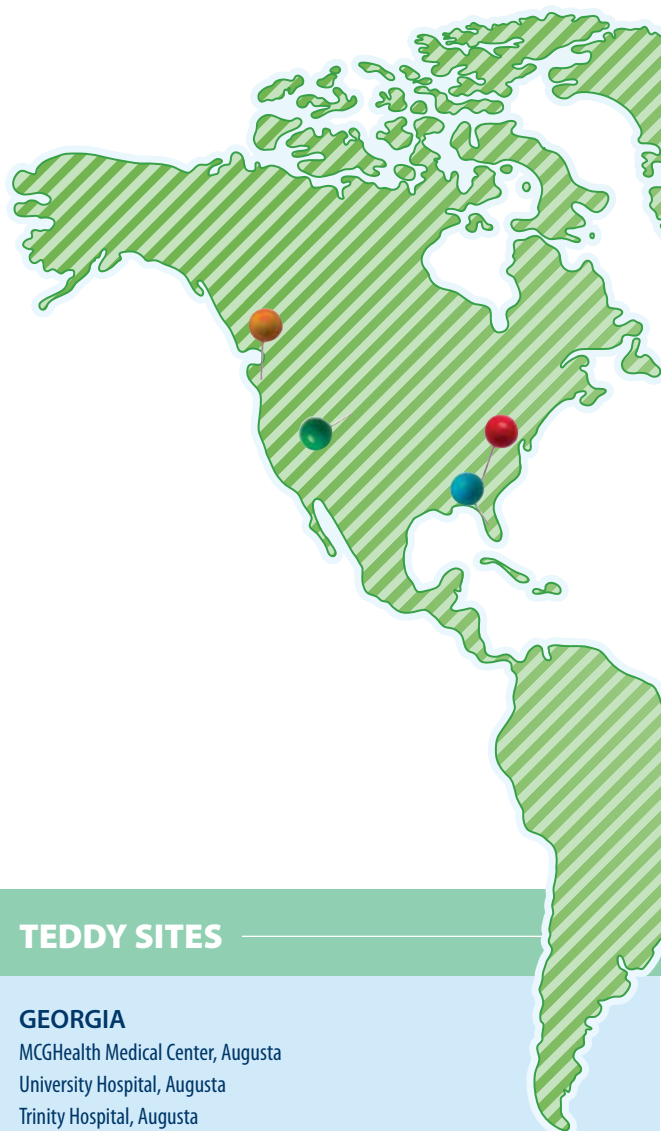 TEDDY SITES
GEORGIA
MCGHealth Medical Center, Augusta
University Hospital, Augusta
Trinity Hospital, Augusta